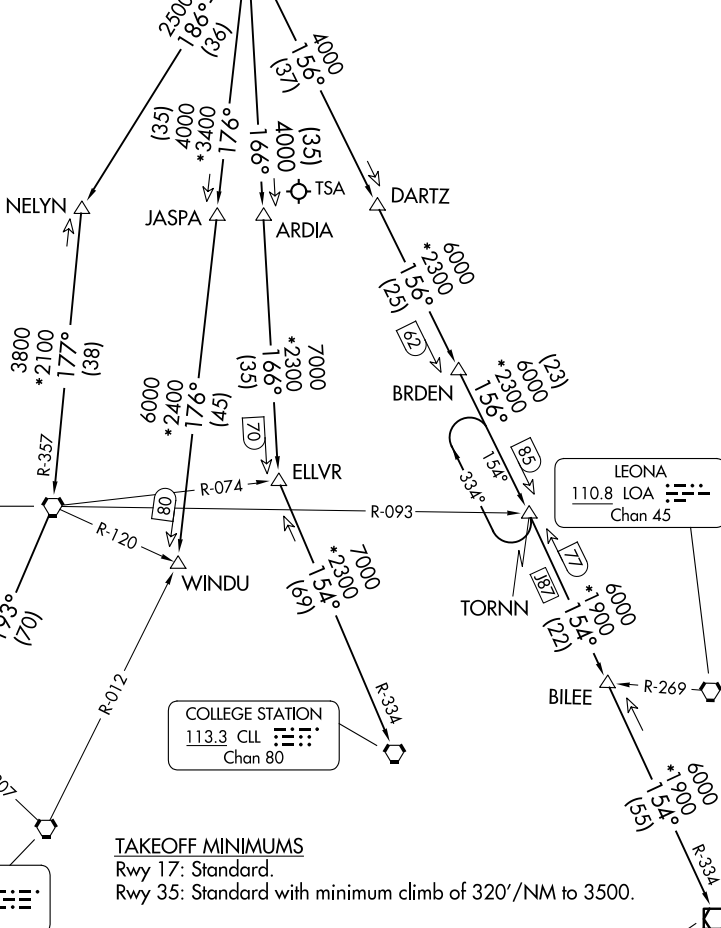 2500
186°
(36)
4000
156°
(37)
(35)
4000
*3400
176°
(35)
4000
166°
TSA
NELYN
JASPA
ARDIA
DARTZ
6000
*2300
156°
(25)
62
3800
*2100
177°
(38)
6000
*2400
176°
(45)
7000
*2300
166°
(35)
BRDEN
(23)
6000
*2300
156°
R-357
70
ELLVR
154°
334°
85
LEONA
110.8 LOA
Chan 45
R-074
80
R-093
R-120
WINDU
7000
*2300
154°
(69)
TORNN
77
J87
6000
*1900
154°
(22)
193°
(70)
R-012
BILEE
R-269
COLLEGE STATION
113.3 CLL
Chan 80
R-334
6000
*1900
154°
(55)
R-334
TAKEOFF MINIMUMS
Rwy 17: Standard.
Rwy 35: Standard with minimum climb of 320'/NM to 3500.